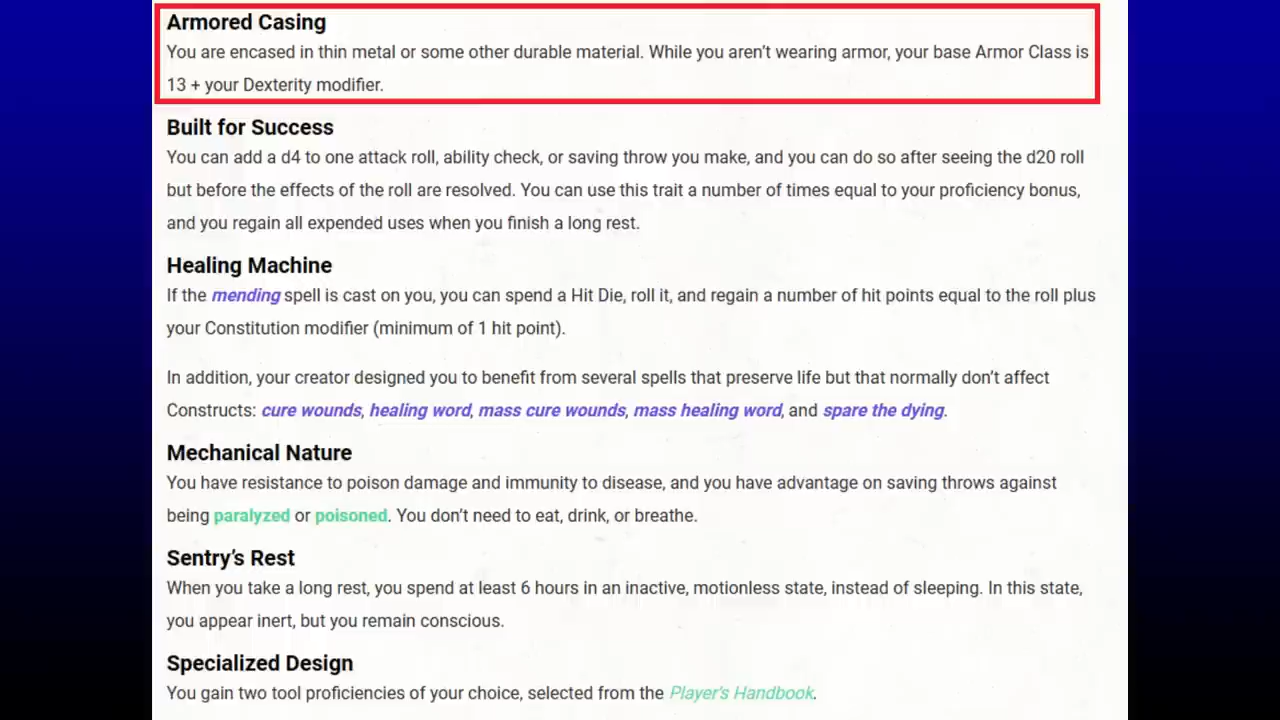 Armored Casing
You are encased in thin metal or some other durable material. While you aren’t wearing armor, your base Armor Class is
13 + your Dexterity modifier.
Built for Success
You can add a d4 to one attack roll, ability check, or saving throw you make, and you can do so after seeing the d20 roll
but before the effects of the roll are resolved. You can use this trait a number of times equal to your proficiency bonus,
and you regain all expended uses when you finish a long rest.
Healing Machine
If the mending spell is cast on you, you can spend a Hit Die, roll it, and regain a number of hit points equal to the roll plus
your Constitution modifier (minimum of 1 hit point).
In addition, your creator designed you to benefit from several spells that preserve life but that normally don’t affect
Constructs: cure wounds, healing word, mass cure wounds, mass healing word, and spare the dying.
Mechanical Nature
You have resistance to poison damage and immunity to disease, and you have advantage on saving throws against
being paralyzed or poisoned. You don’t need to eat, drink, or breathe.
Sentry’s Rest
When you take a long rest, you spend at least 6 hours in an inactive, motionless state, instead of sleeping. In this state,
you appear inert, but you remain conscious.
Specialized Design
You gain two tool proficiencies of your choice, selected from the Player’s Handbook.